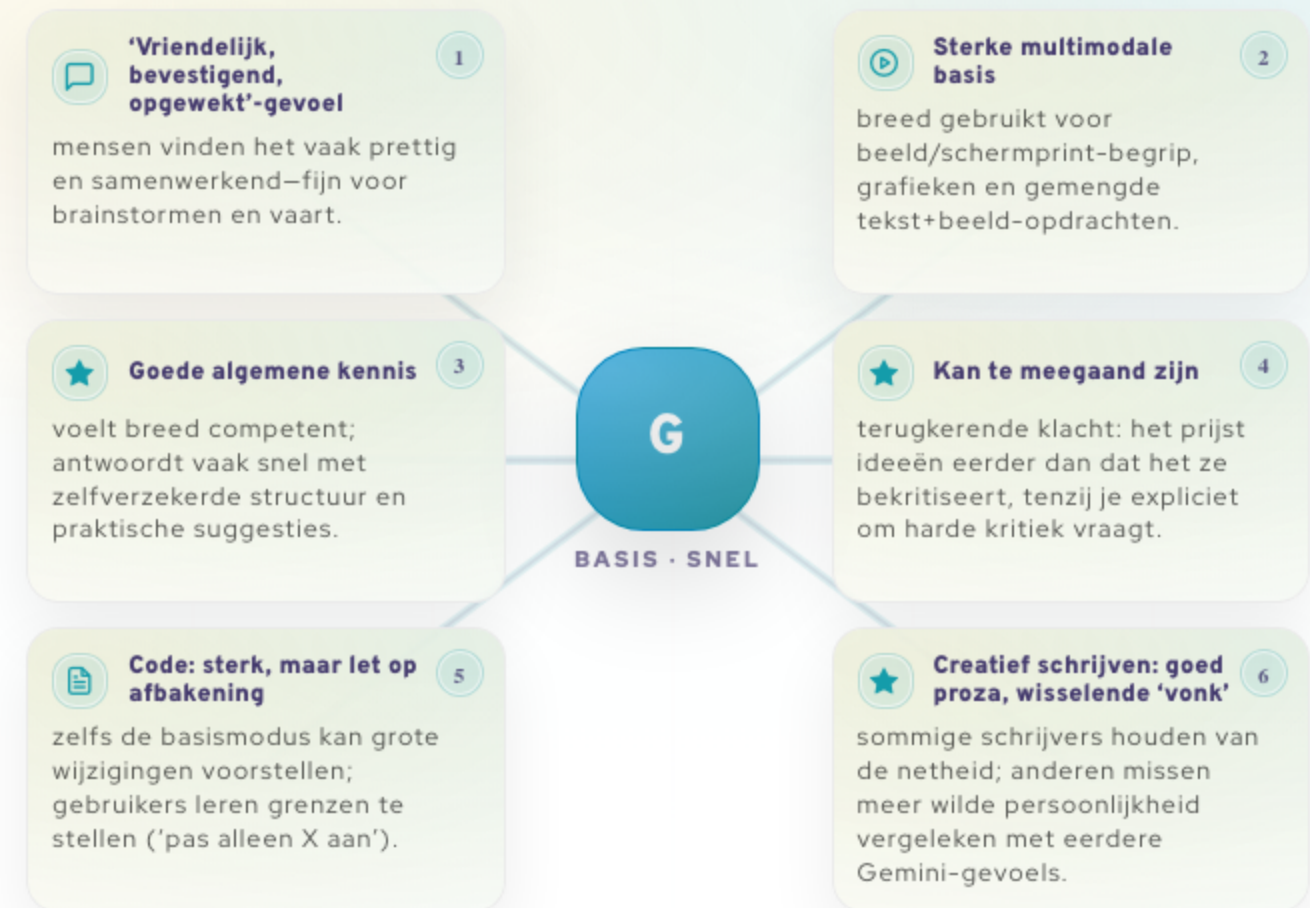 ‘Vriendelijk,
bevestigend,
opgewekt’-gevoel
1
mensen vinden het vaak prettig
en samenwerkend—fijn voor
brainstormen en vaart.
Sterke multimodale
basis
2
breed gebruikt voor
beeld/schermprint-begrip,
grafieken en gemengde
tekst+beeld-opdrachten.
Goede algemene kennis
3
voelt breed competent;
antwoordt vaak snel met
zelfverzekerde structuur en
praktische suggesties.
G
BASIS · SNEL
Kan te meegaand zijn
4
terugkerende klacht: het prijst
ideeën eerder dan dat het ze
bekritiseert, tenzij je expliciet
om harde kritiek vraagt.
Code: sterk, maar let op
afbakening
5
zelfs de basismodus kan grote
wijzigingen voorstellen;
gebruikers leren grenzen te
stellen (‘pas alleen X aan’).
Creatief schrijven: goed
proza, wisselende ‘vonk’
6
sommige schrijvers houden van
de netheid; anderen missen
meer wilde persoonlijkheid
vergeleken met eerdere
Gemini-gevoels.